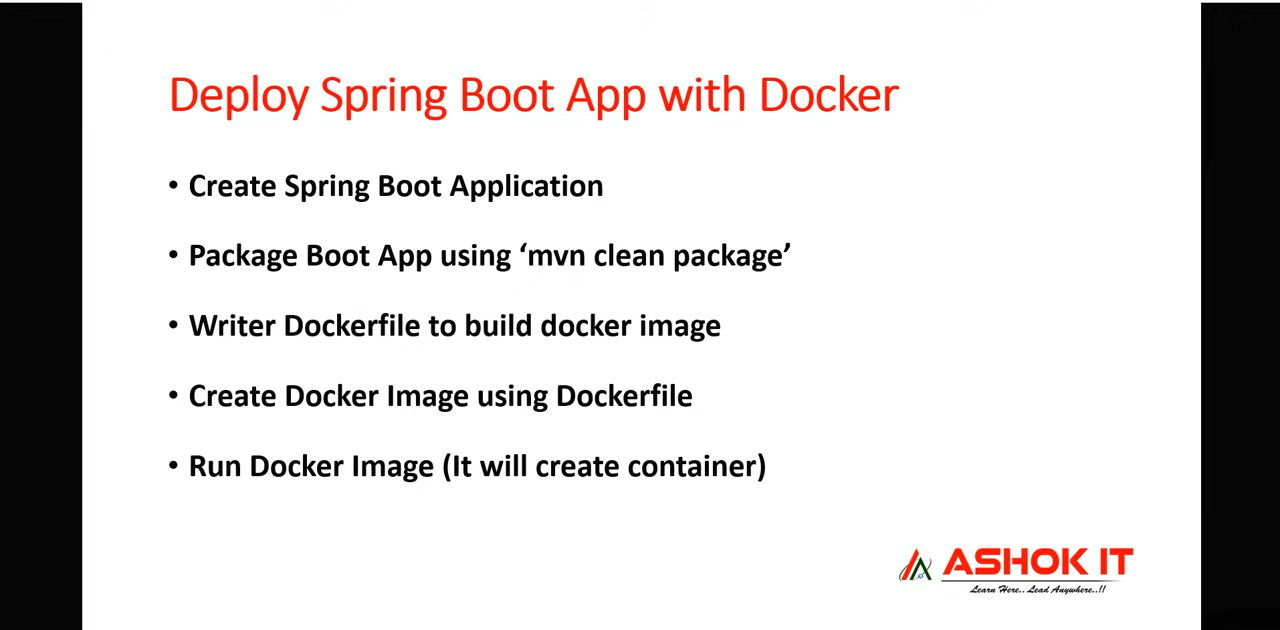 Deploy Spring Boot App with Docker
• Create Spring Boot Application
• Package Boot App using ‘mvn clean package’
• Writer Dockerfile to build docker image
• Create Docker Image using Dockerfile
• Run Docker Image (It will create container)
ASHOK IT
Learn Here.. Lead Anywhere..!!